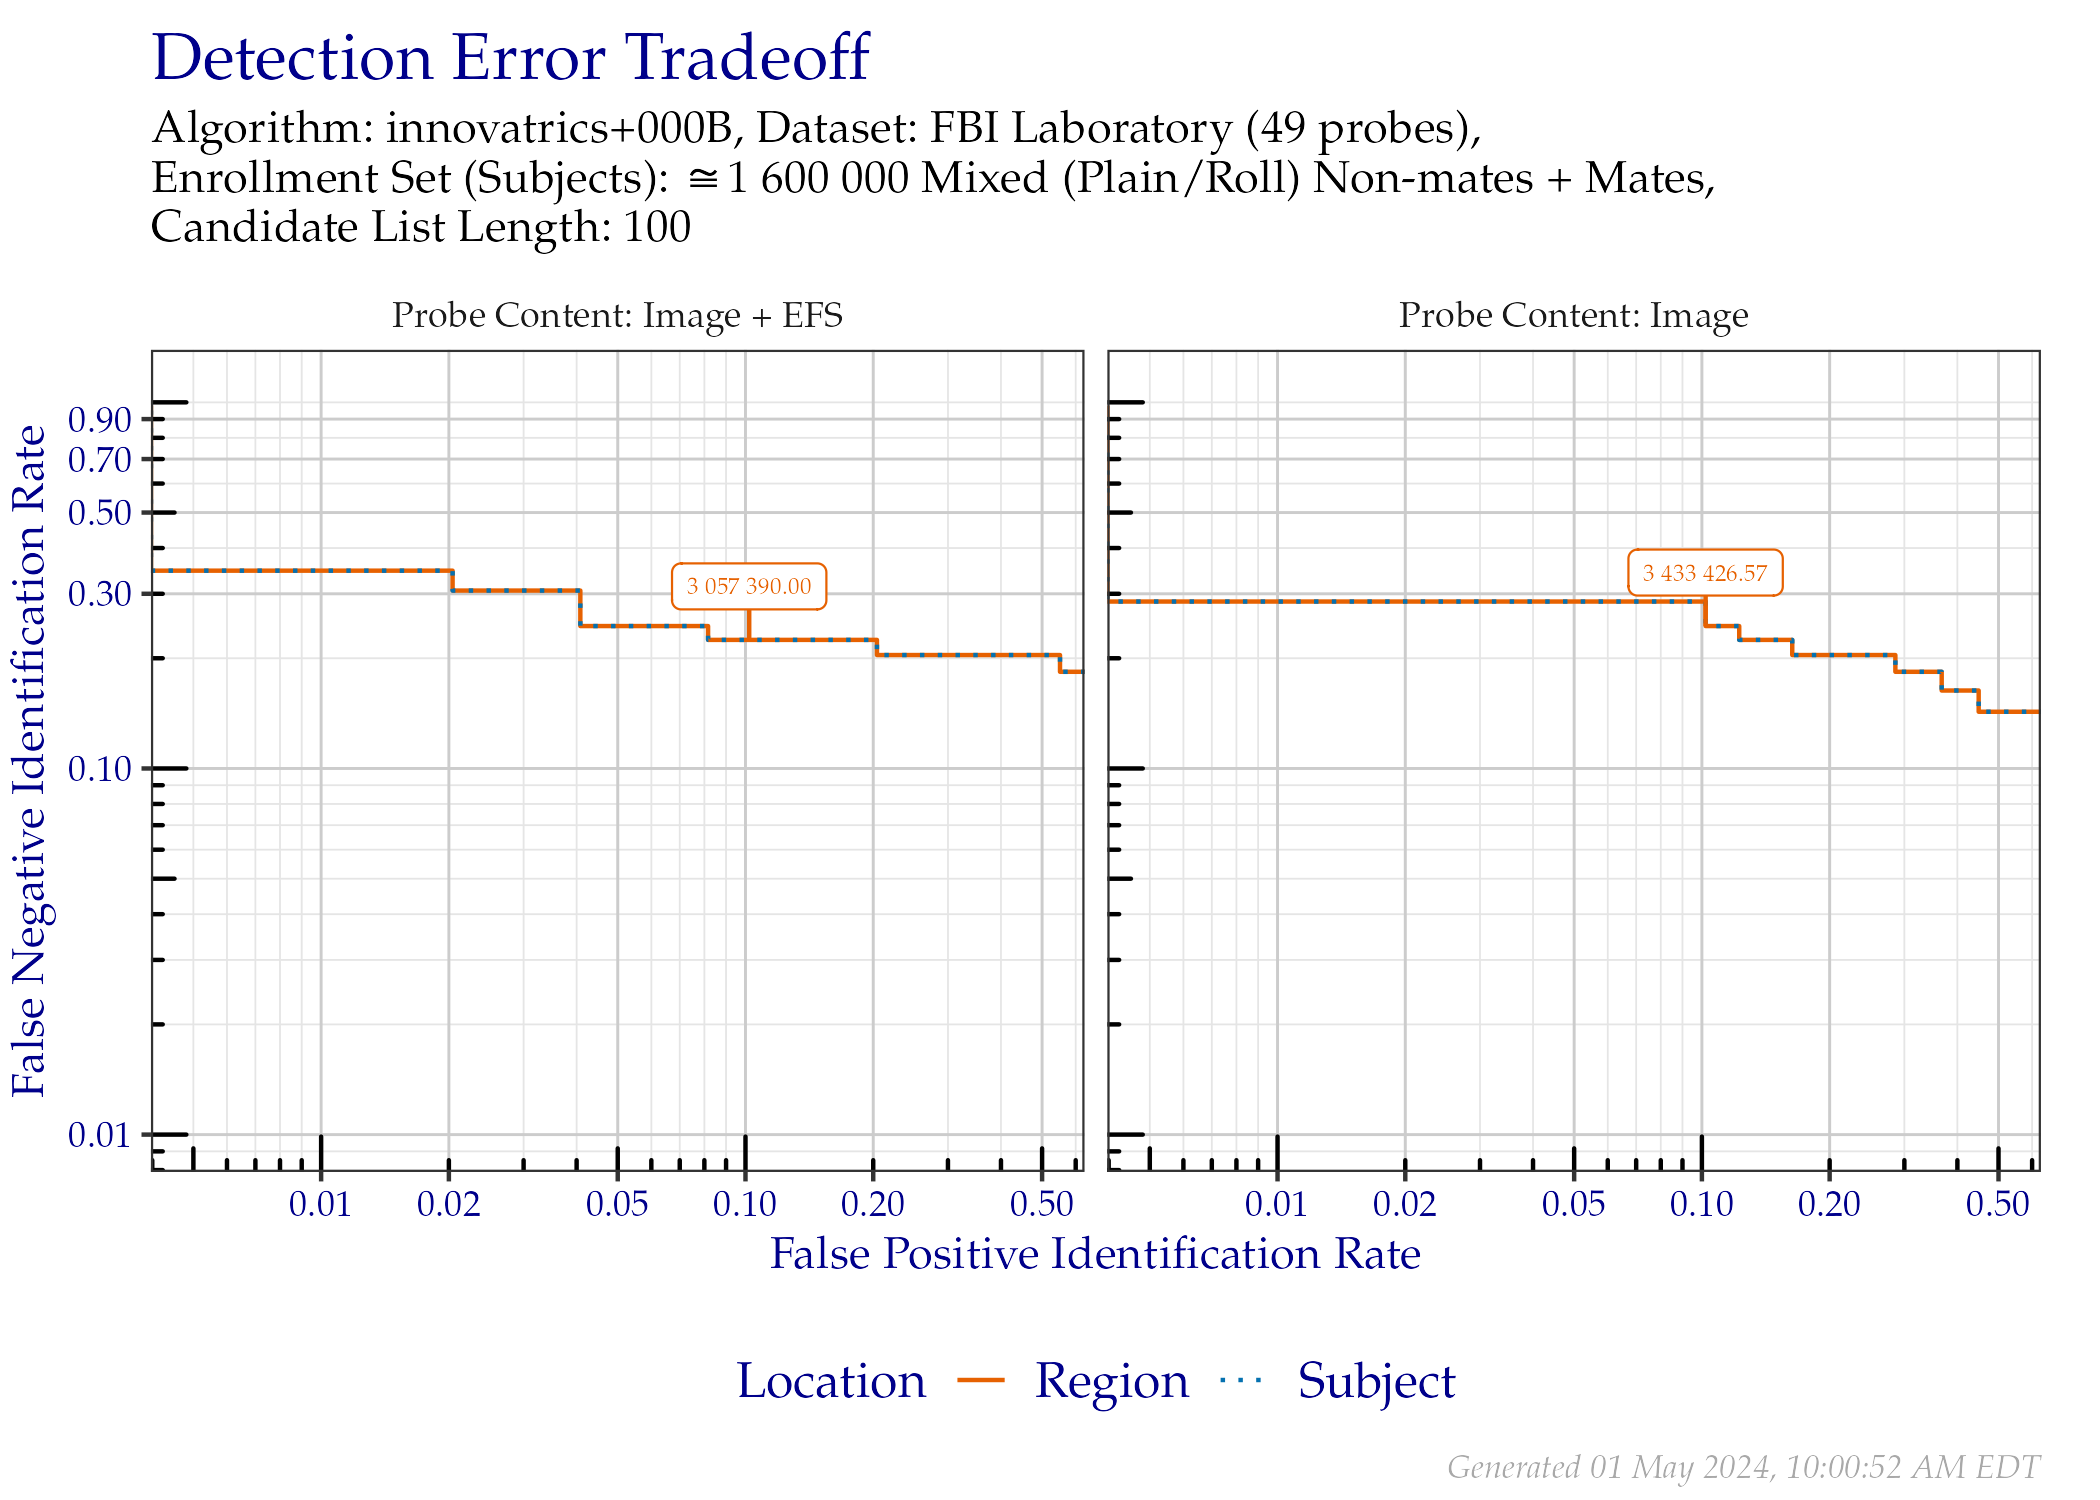 Detection Error Tradeoff
Algorithm: innovatrics+000B, Dataset: FBI Laboratory (49 probes),
Enrollment Set (Subjects): ≅1 600 000 Mixed (Plain/Roll) Non-mates + Mates,
Candidate List Length: 100
Probe Content: Image + EFS
Probe Content: Image
False Negative Identification Rate
0.90
0.70
0.50
0.30
0.10
0.01
3 057 390.00
3 433 426.57
0.01 0.02 0.05 0.10 0.20 0.50
0.01 0.02 0.05 0.10 0.20 0.50
False Positive Identification Rate
Location Region Subject
Generated 01 May 2024, 10:00:52 AM EDT